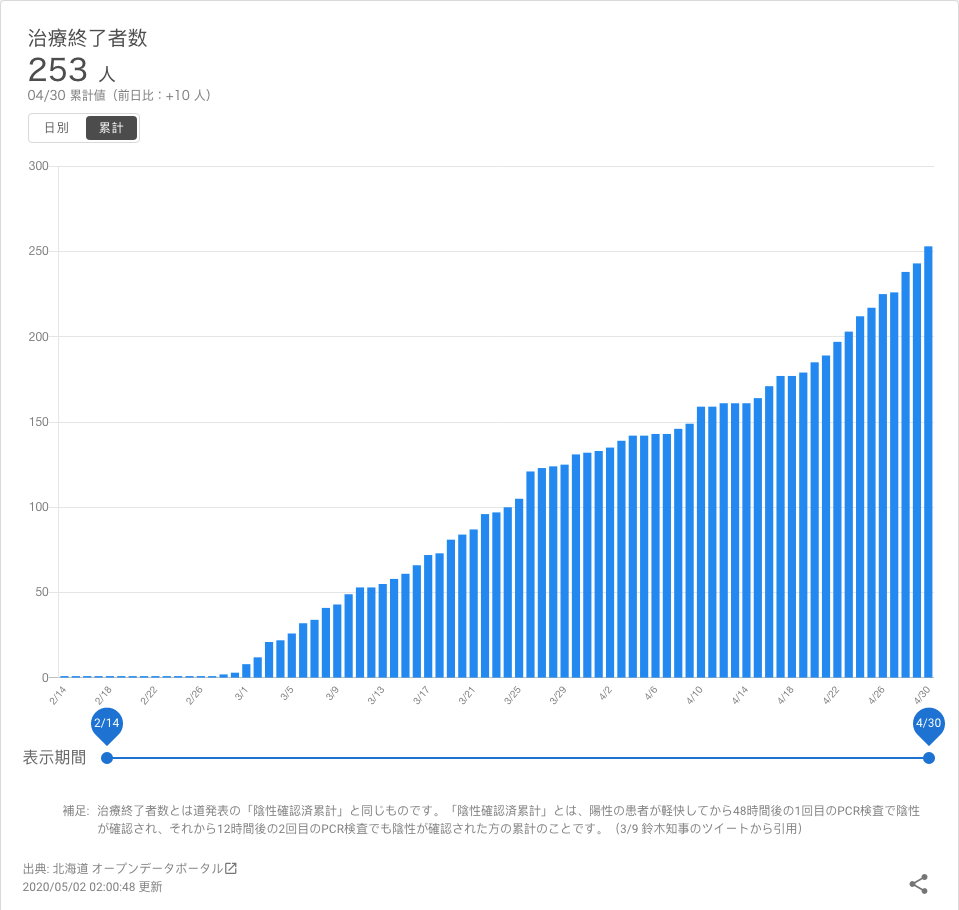 治療終了者数
253 人
04/30 累計値（前日比：+10 人）
日別 累計
300
250
200
150
100
50
0
2/14 2/18 2/22 2/26 3/1 3/5 3/9 3/13 3/17 3/21 3/25 3/29 4/2 4/6 4/10 4/14 4/18 4/22 4/26 4/30
2/14 4/30
表示期間
補足: 治療終了者数とは道発表の「陰性確認済累計」と同じものです。「陰性確認済累計」とは、陽性の患者が軽快してから48時間後の1回目のPCR検査で陰性
が確認され、それから12時間後の2回目のPCR検査でも陰性が確認された方の累計のことです。（3/9 鈴木知事のツイートから引用）
出典: 北海道 オープンデータポータル
2020/05/02 02:00:48 更新